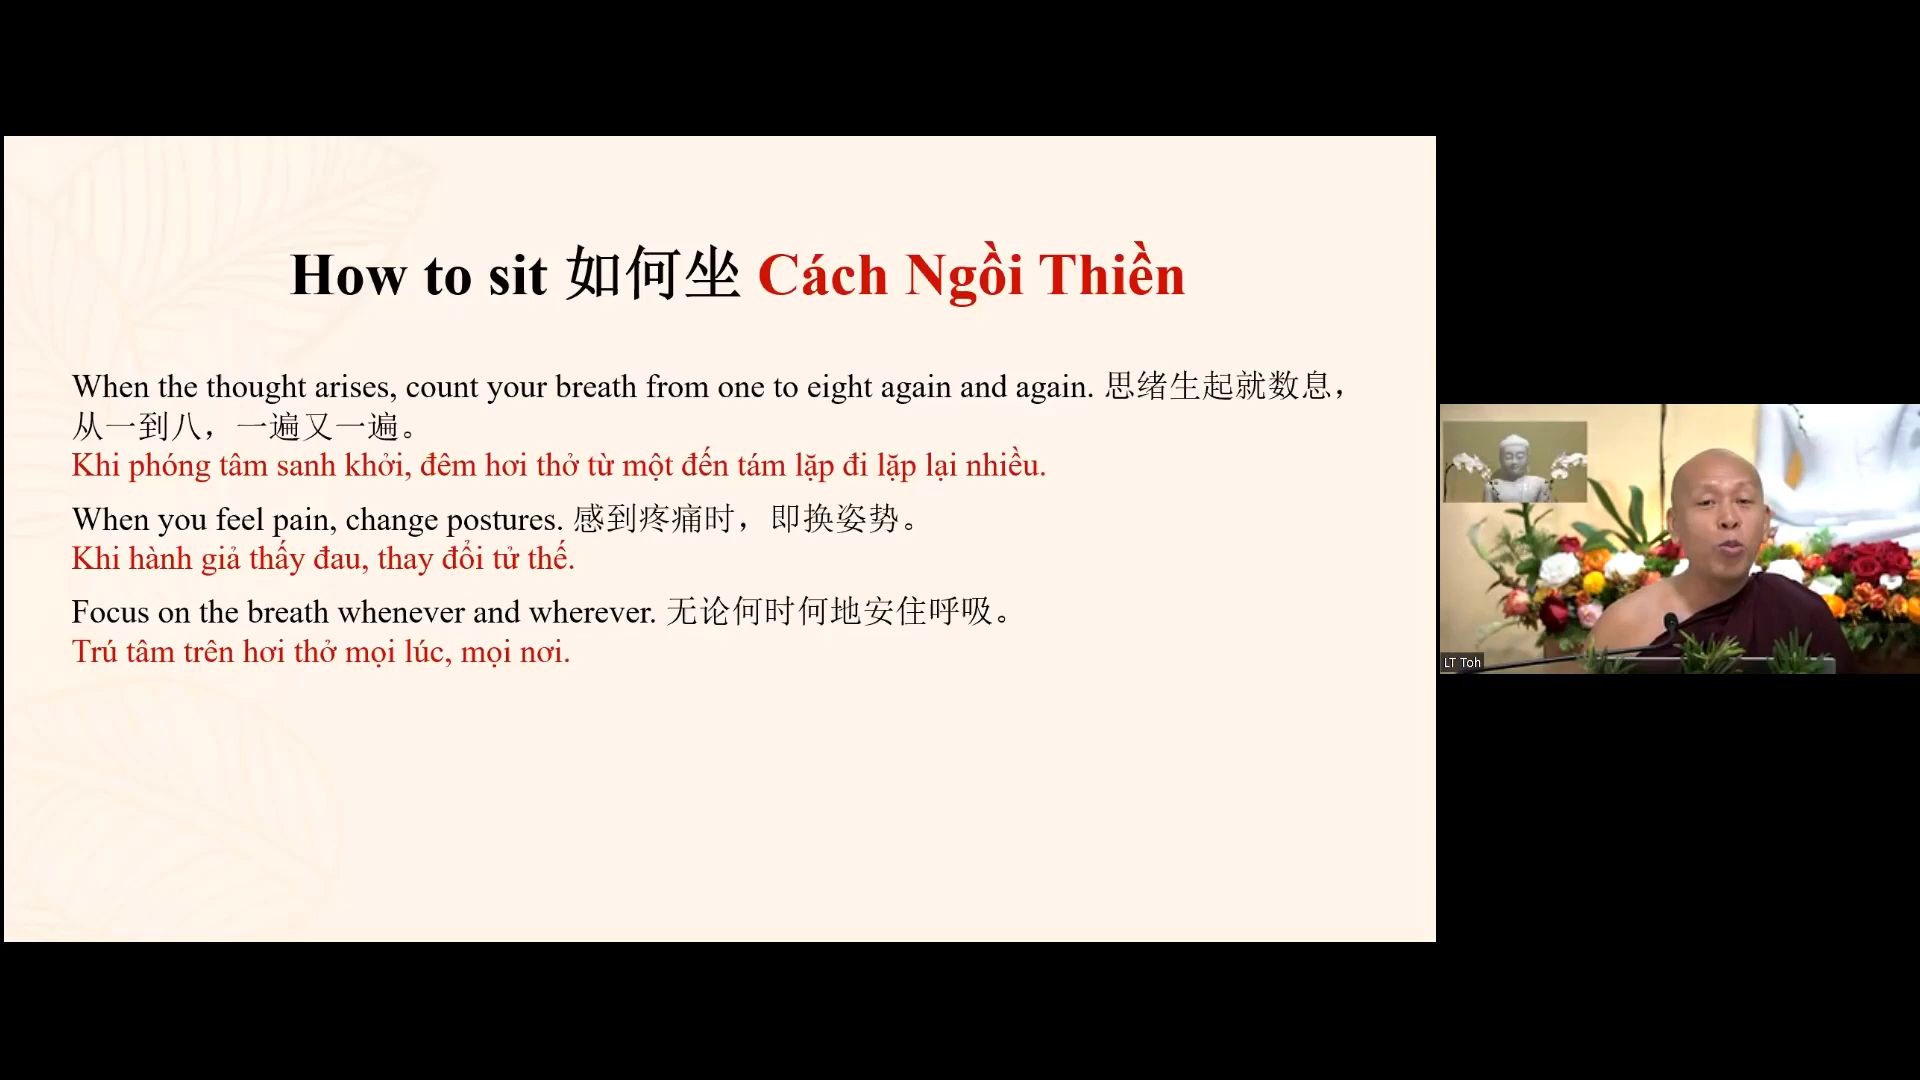 How to sit 如何坐 Cách Ngồi Thiền
When the thought arises, count your breath from one to eight again and again. 思绪生起就数息，
从一到八，一遍又一遍。
Khi phóng tâm sanh khởi, đêm hơi thở từ một đến tám lặp đi lặp lại nhiều.
When you feel pain, change postures. 感到疼痛时，即换姿势。
Khi hành giả thấy đau, thay đổi tử thế.
Focus on the breath whenever and wherever. 无论何时何地安住呼吸。
Trú tâm trên hơi thở mọi lúc, mọi nơi.
LT Toh